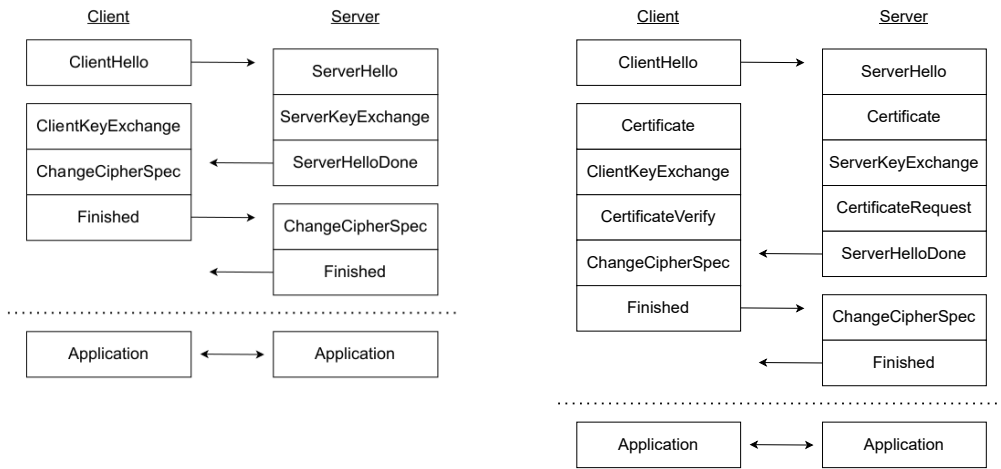 Client
Server
ClientHello
ServerHello
ServerKeyExchange
ServerHelloDone
ClientKeyExchange
ChangeCipherSpec
Finished
ChangeCipherSpec
Finished
Application
Application
Client
Server
ClientHello
ServerHello
Certificate
ServerKeyExchange
CertificateRequest
ServerHelloDone
Certificate
ClientKeyExchange
CertificateVerify
ChangeCipherSpec
Finished
ChangeCipherSpec
Finished
Application
Application